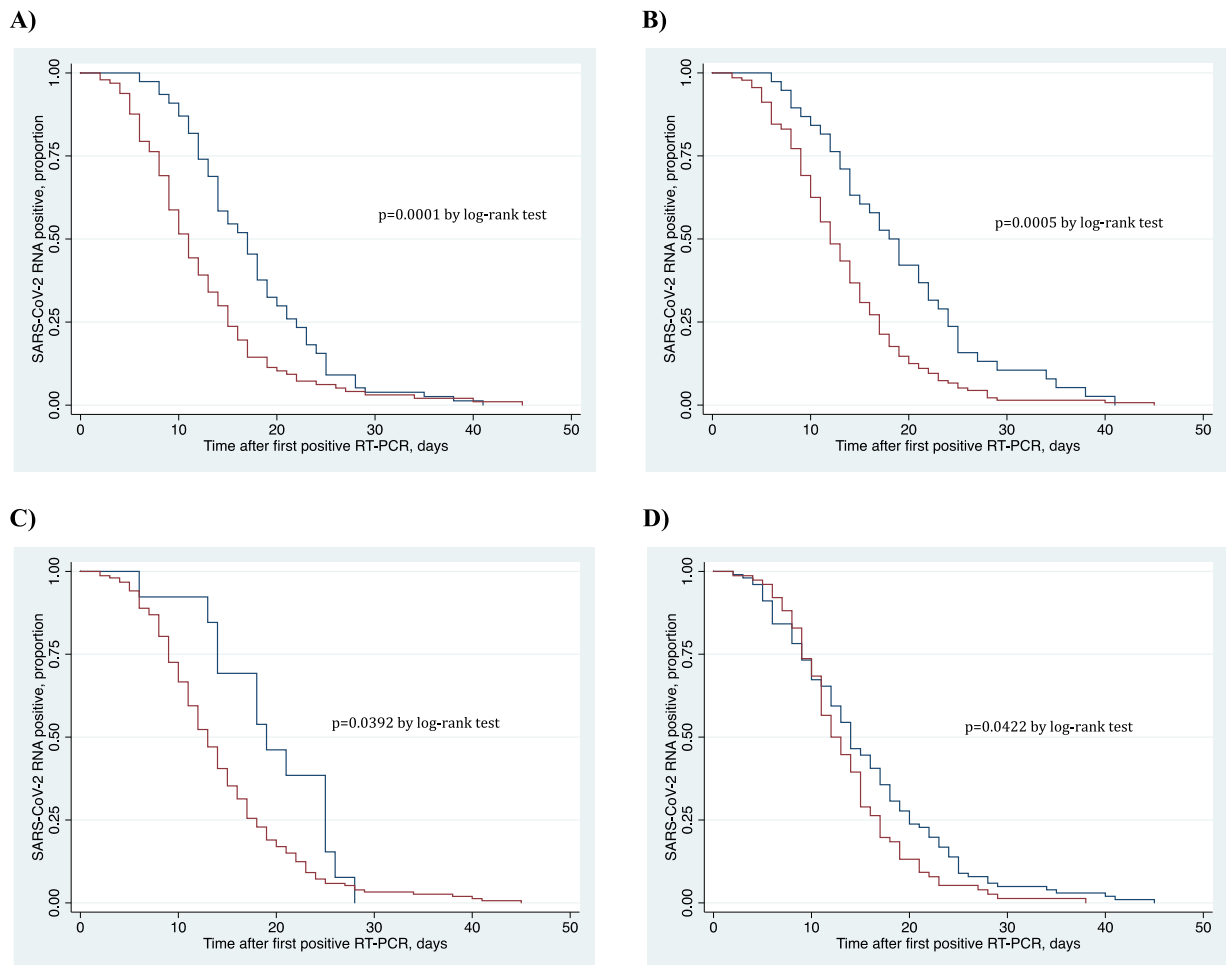 A)
SARS-CoV-2 RNA positive, proportion
1.00
0.75
0.50
0.25
0.00
p=0.0001 by log-rank test
0 10 20 30 40 50
Time after first positive RT-PCR, days
B)
SARS-CoV-2 RNA positive, proportion
1.00
0.75
0.50
0.25
0.00
p=0.0005 by log-rank test
0 10 20 30 40 50
Time after first positive RT-PCR, days
C)
SARS-CoV-2 RNA positive, proportion
1.00
0.75
0.50
0.25
0.00
p=0.0392 by log-rank test
0 10 20 30 40 50
Time after first positive RT-PCR, days
D)
SARS-CoV-2 RNA positive, proportion
1.00
0.75
0.50
0.25
0.00
p=0.0422 by log-rank test
0 10 20 30 40 50
Time after first positive RT-PCR, days